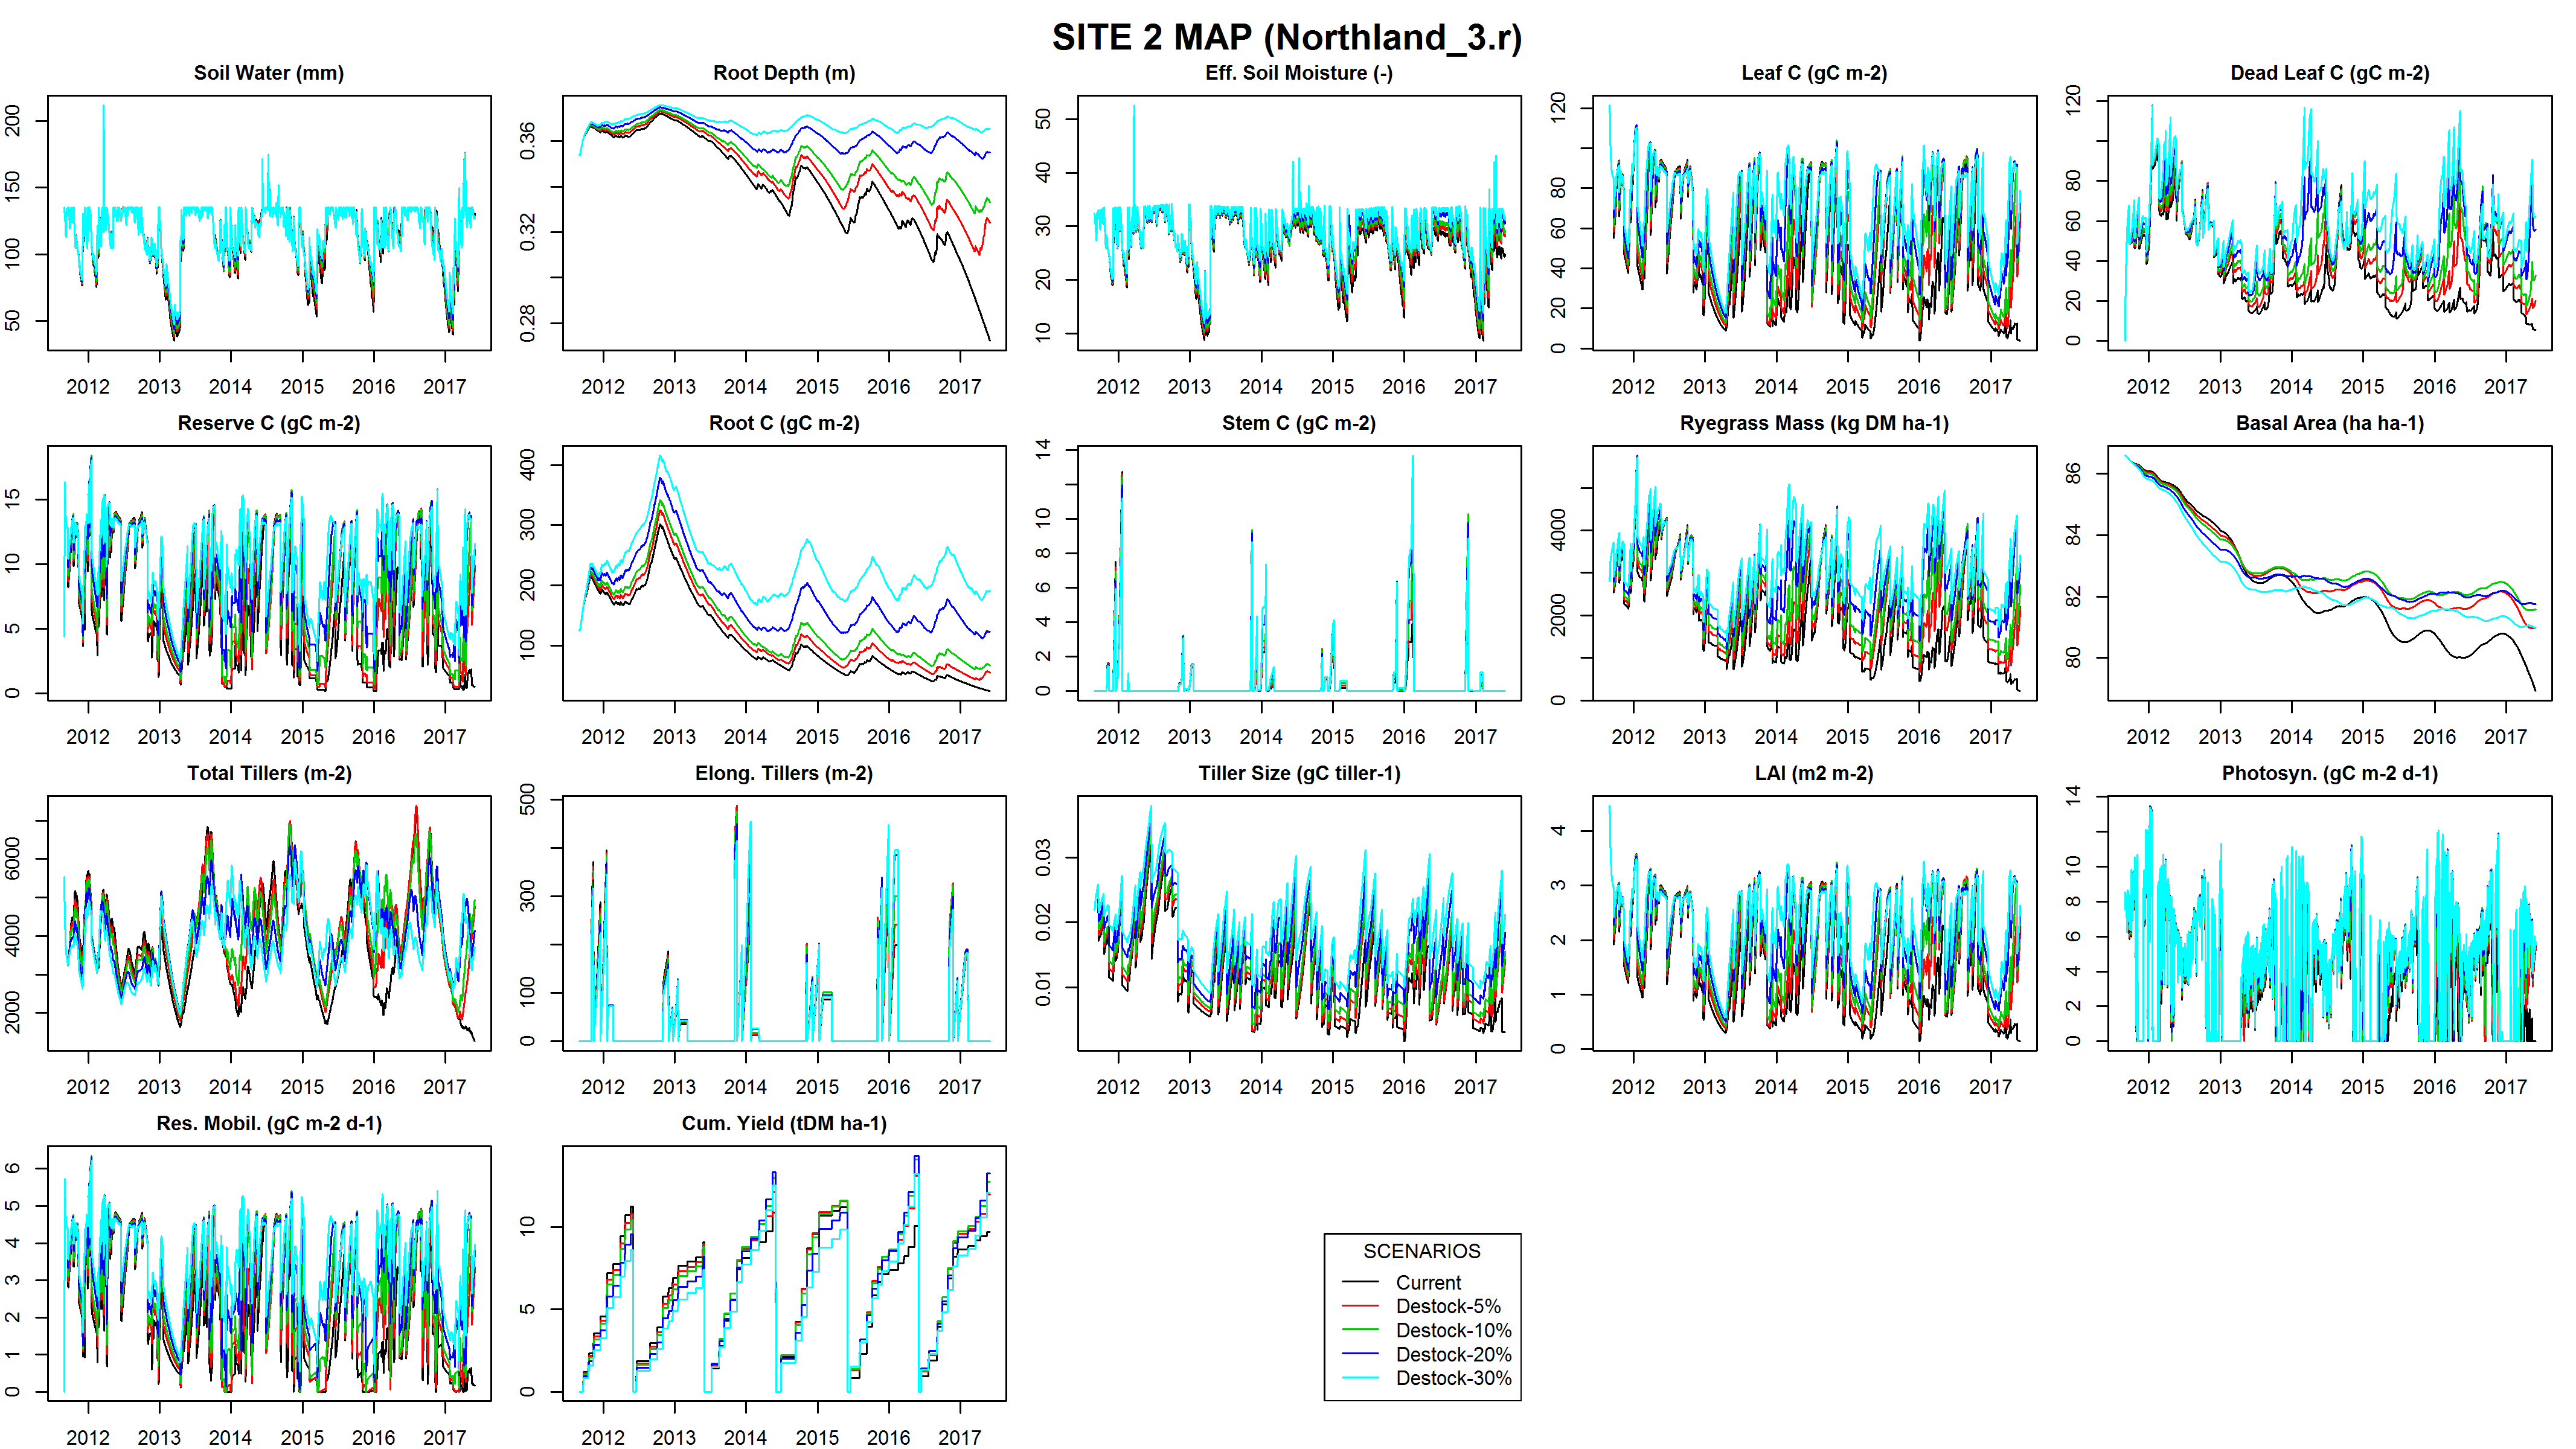 SITE 2 MAP (Northland_3.r)
Soil Water (mm)
50 100 150 200
2012 2013 2014 2015 2016 2017
Root Depth (m)
0.28 0.32 0.36
2012 2013 2014 2015 2016 2017
Eff. Soil Moisture (-)
10 20 30 40 50
2012 2013 2014 2015 2016 2017
Leaf C (gC m-2)
0 20 40 60 80 120
2012 2013 2014 2015 2016 2017
Dead Leaf C (gC m-2)
0 20 40 60 80 120
2012 2013 2014 2015 2016 2017
Reserve C (gC m-2)
0 5 10 15
2012 2013 2014 2015 2016 2017
Root C (gC m-2)
100 200 300 400
2012 2013 2014 2015 2016 2017
Stem C (gC m-2)
0 2 4 6 8 10 14
2012 2013 2014 2015 2016 2017
Ryegrass Mass (kg DM ha-1)
0 2000 4000
2012 2013 2014 2015 2016 2017
Basal Area (ha ha-1)
80 82 84 86
2012 2013 2014 2015 2016 2017
Total Tillers (m-2)
2000 4000 6000
2012 2013 2014 2015 2016 2017
Elong. Tillers (m-2)
0 100 300 500
2012 2013 2014 2015 2016 2017
Tiller Size (gC tiller-1)
0.01 0.02 0.03
2012 2013 2014 2015 2016 2017
LAI (m2 m-2)
0 1 2 3 4
2012 2013 2014 2015 2016 2017
Photosyn. (gC m-2 d-1)
0 2 4 6 8 10 14
2012 2013 2014 2015 2016 2017
Res. Mobil. (gC m-2 d-1)
0 1 2 3 4 5 6
2012 2013 2014 2015 2016 2017
Cum. Yield (tDM ha-1)
0 5 10
2012 2013 2014 2015 2016 2017
SCENARIOS
Current
Destock-5%
Destock-10%
Destock-20%
Destock-30%